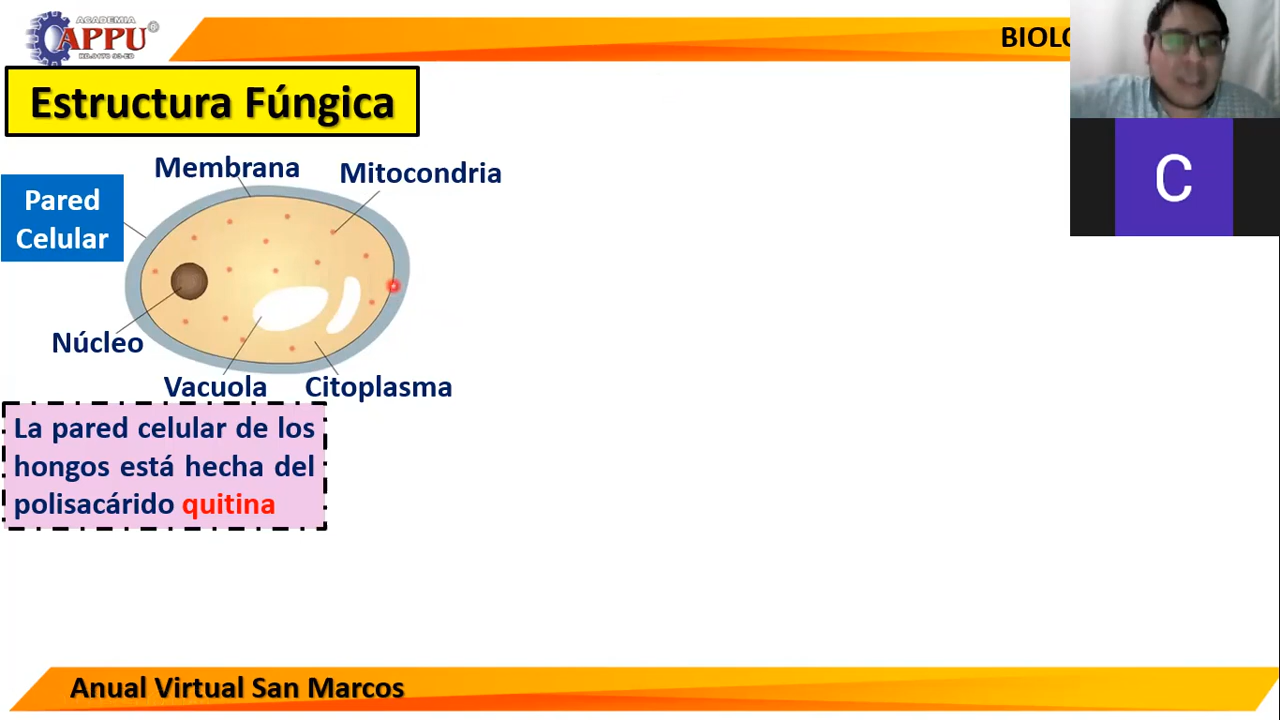 ACADEMIA
APPU
BIOLO
Estructura Fúngica
Membrana
Mitocondria
Pared
Celular
Núcleo
Vacuola
Citoplasma
La pared celular de los
hongos está hecha del
polisacárido quitina
C
Anual Virtual San Marcos